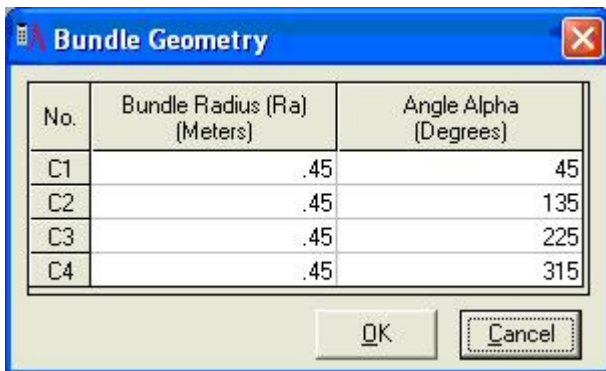 Bundle Geometry
No. Bundle Radius (Ra) (Meters) Angle Alpha (Degrees)
C1 .45 45
C2 .45 135
C3 .45 225
C4 .45 315
OK Cancel